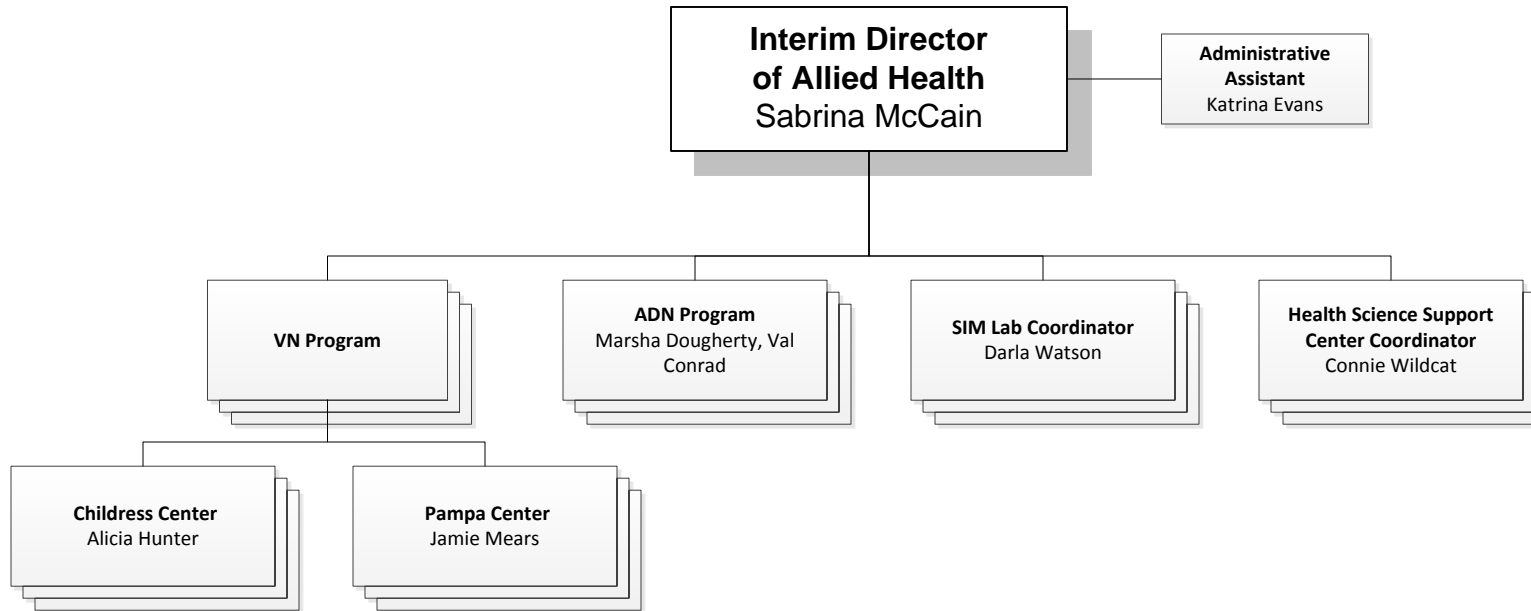 Interim Director
of Allied Health
Sabrina McCain
Administrative
Assistant
Katrina Evans
VN Program
ADN Program
Marsha Dougherty, Val
Conrad
SIM Lab Coordinator
Darla Watson
Health Science Support
Center Coordinator
Connie Wildcat
Childress Center
Alicia Hunter
Pampa Center
Jamie Mears